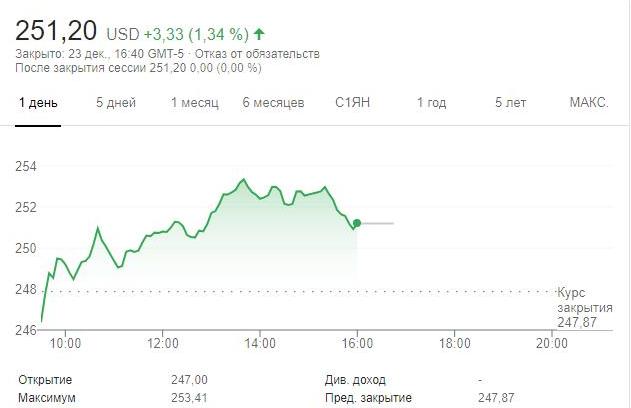 251,20 USD +3,33 (1,34 %)
Закрыто: 23 дек., 16:40 GMT-5 · Отказ от обязательств
После закрытия сессии 251,20 0,00 (0,00 %)
1 день 5 дней 1 месяц 6 месяцев С1ЯН 1 год 5 лет МАКС.
254
252
250
248
Курс
закрытия
247,87
246
10:00 12:00 14:00 16:00 18:00 20:00
Открытие 247,00 Див. доход -
Максимум 253,41 Пред. закрытие 247,87